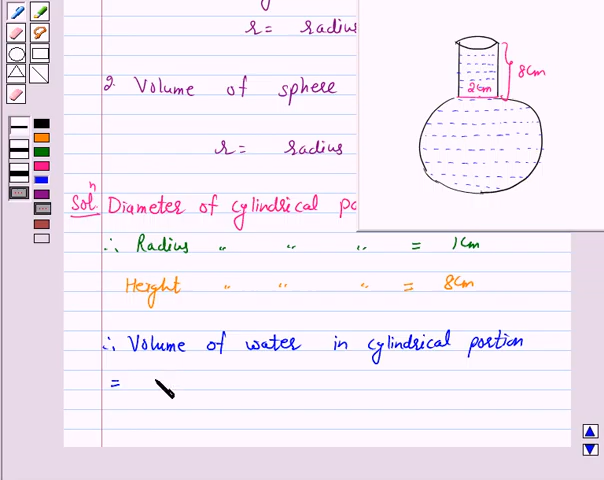 r = radius
2. Volume of sphere
r = radius
Solⁿ Diameter of cylindrical po
∴ Radius " " " = 1cm
Height " " " = 8cm
∴ Volume of water in cylindrical portion
=
8cm
2cm